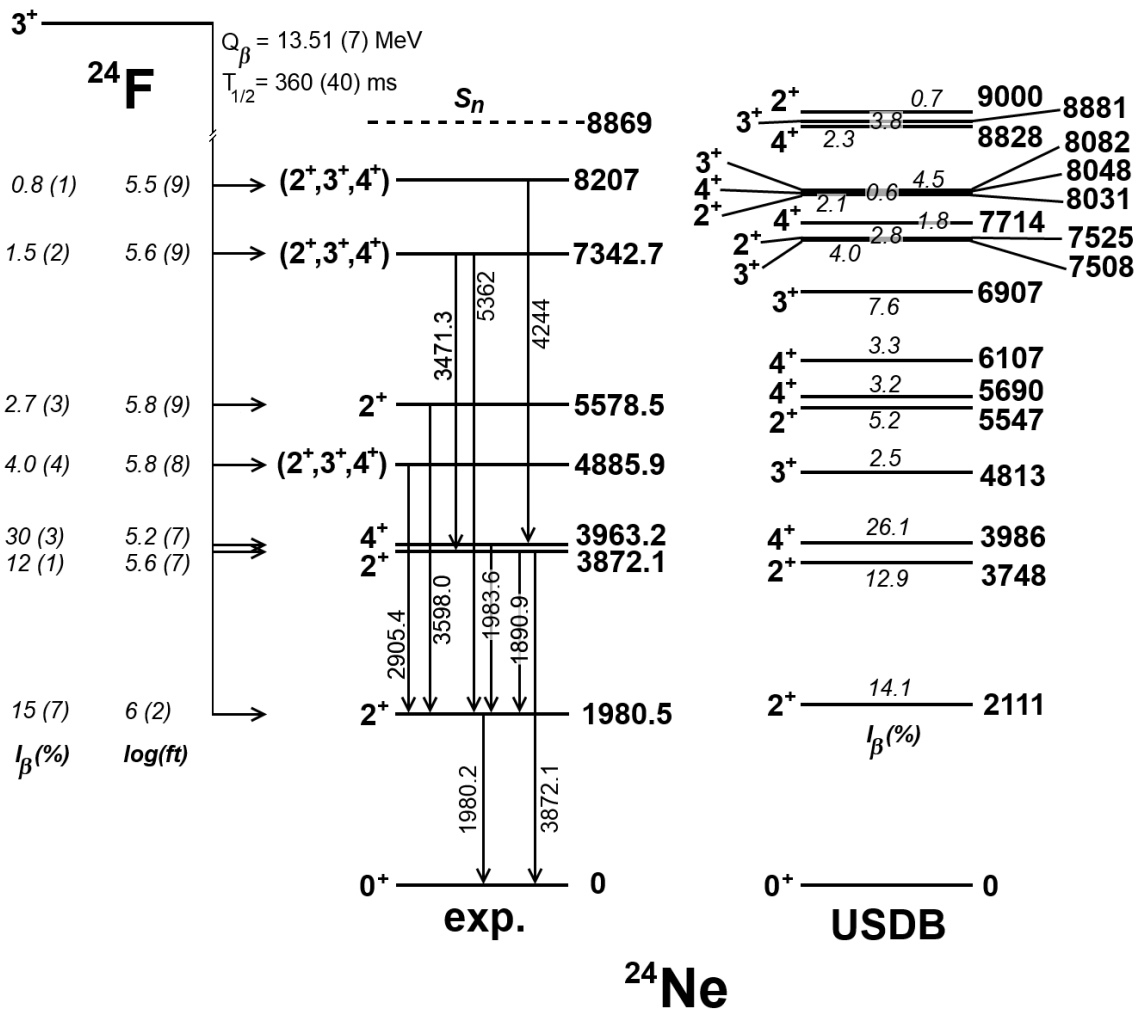 3⁺
Q_β = 13.51 (7) MeV
²⁴F
T_1/2 = 360 (40) ms
S_n
8869
0.8 (1) 5.5 (9) (2⁺,3⁺,4⁺) 8207
1.5 (2) 5.6 (9) (2⁺,3⁺,4⁺) 7342.7
3471.3
5362
4244
2.7 (3) 5.8 (9) 2⁺ 5578.5
4.0 (4) 5.8 (8) (2⁺,3⁺,4⁺) 4885.9
30 (3) 5.2 (7) 4⁺ 3963.2
12 (1) 5.6 (7) 2⁺ 3872.1
2905.4
3598.0
1983.6
1890.9
15 (7) 6 (2) 2⁺ 1980.5
I_β(%) log(ft)
1980.2
3872.1
0⁺ 0
exp.
2⁺ 0.7 9000
3⁺ 3.8 8881
4⁺ 2.3 8828
3⁺ 4.5 8082
4⁺ 0.6 8048
2⁺ 2.1 8031
4⁺ 1.8 7714
2⁺ 2.8 7525
3⁺ 4.0 7508
3⁺ 7.6 6907
4⁺ 3.3 6107
4⁺ 3.2 5690
2⁺ 5.2 5547
3⁺ 2.5 4813
4⁺ 26.1 3986
2⁺ 12.9 3748
2⁺ 14.1 2111
I_β(%)
0⁺ 0
USDB
²⁴Ne